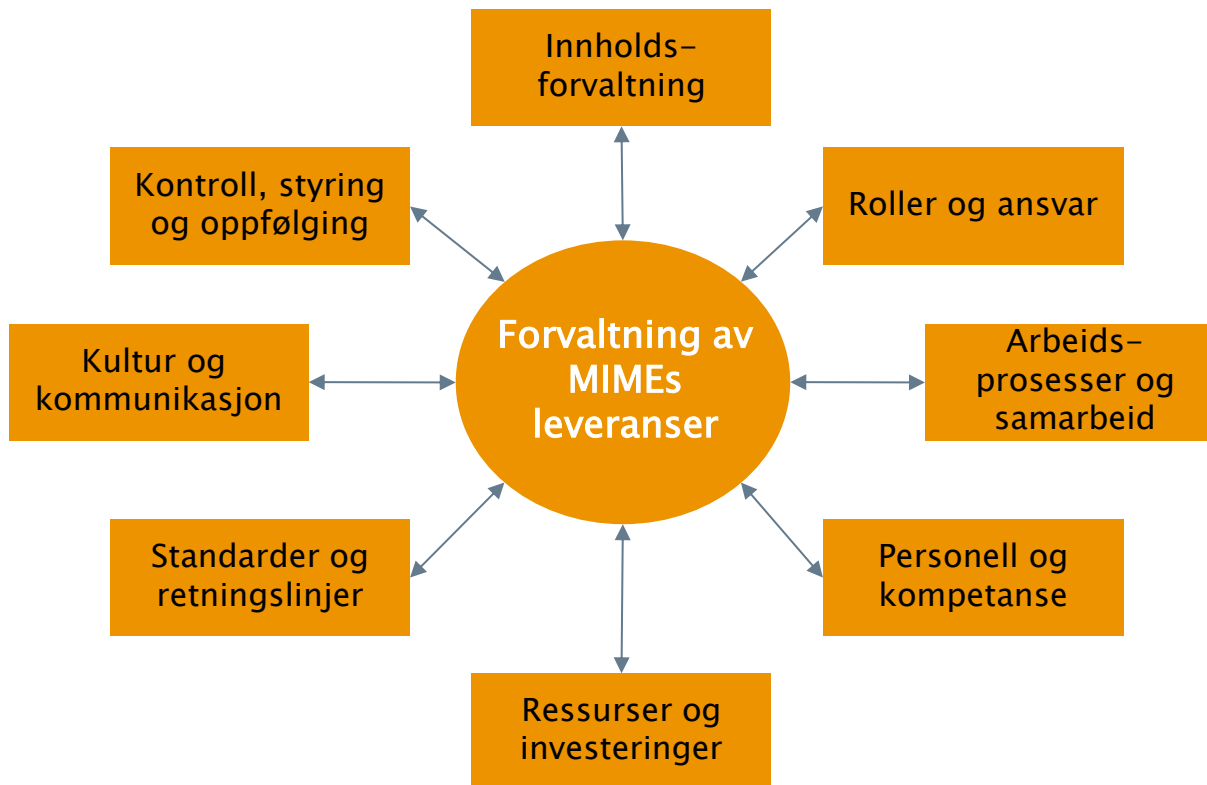 Innholds-
forvaltning
Kontroll, styring
og oppfølging
Roller og ansvar
Forvaltning av
MIMEs
leveranser
Kultur og
kommunikasjon
Arbeids-
prosesser og
samarbeid
Standarder og
retningslinjer
Personell og
kompetanse
Ressurser og
investeringer